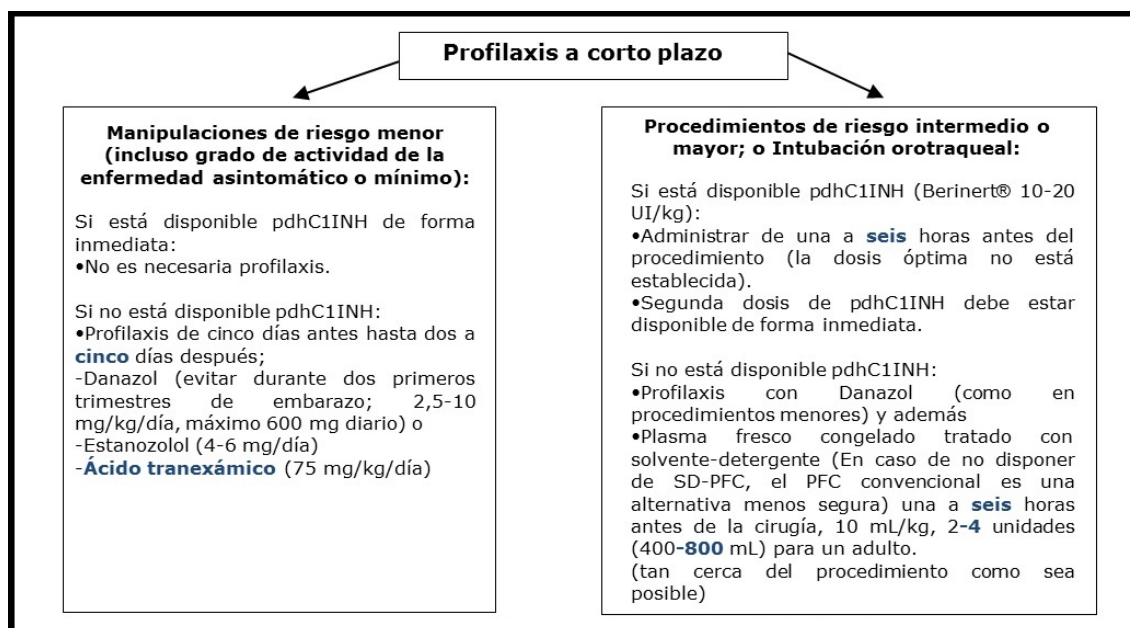 Profilaxis a corto plazo
Manipulaciones de riesgo menor
(incluso grado de actividad de la
enfermedad asintomático o mínimo):
Si está disponible pdhC1INH de forma
inmediata:
•No es necesaria profilaxis.
Si no está disponible pdhC1INH:
•Profilaxis de cinco días antes hasta dos a
cinco días después;
-Danazol (evitar durante dos primeros
trimestres de embarazo; 2,5-10
mg/kg/día, máximo 600 mg diario) o
-Estanozolol (4-6 mg/día)
-Ácido tranexámico (75 mg/kg/día)
Procedimientos de riesgo intermedio o
mayor; o Intubación orotraqueal:
Si está disponible pdhC1INH (Berinert® 10-20
UI/kg):
•Administrar de una a seis horas antes del
procedimiento (la dosis óptima no está
establecida).
•Segunda dosis de pdhC1INH debe estar
disponible de forma inmediata.
Si no está disponible pdhC1INH:
•Profilaxis con Danazol (como en
procedimientos menores) y además
•Plasma fresco congelado tratado con
solvente-detergente (En caso de no disponer
de SD-PFC, el PFC convencional es una
alternativa menos segura) una a seis horas
antes de la cirugía, 10 mL/kg, 2-4 unidades
(400-800 mL) para un adulto.
(tan cerca del procedimiento como sea
posible)